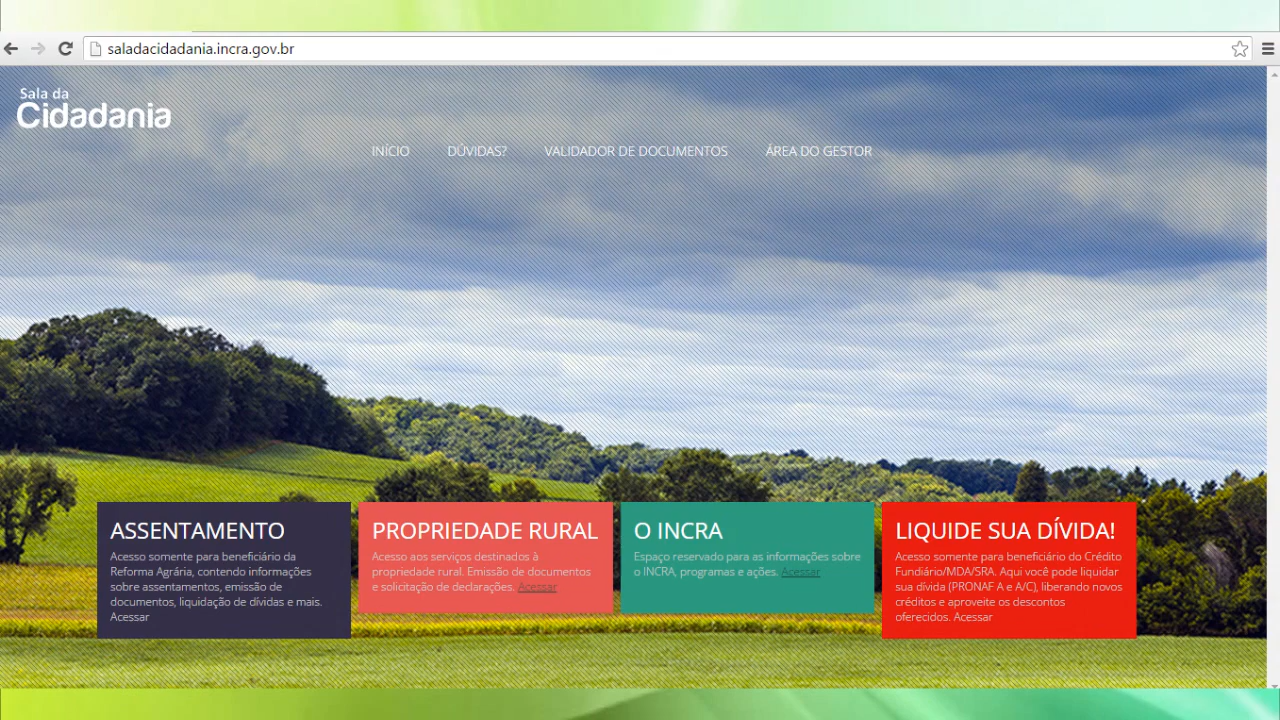 saladacidadania.incra.gov.br
Sala da
Cidadania
INÍCIO DÚVIDAS? VALIDADOR DE DOCUMENTOS ÁREA DO GESTOR
ASSENTAMENTO
Acesso somente para beneficiário da
Reforma Agrária, contendo informações
sobre assentamentos, emissão de
documentos, liquidação de dívidas e mais.
Acessar
PROPRIEDADE RURAL
Acesso aos serviços destinados à
propriedade rural. Emissão de documentos
e solicitação de declarações. Acessar
O INCRA
Espaço reservado para as informações sobre
o INCRA, programas e ações. Acessar
LIQUIDE SUA DÍVIDA!
Acesso somente para beneficiário do Crédito
Fundiário/MDA/SRA. Aqui você pode liquidar
sua dívida (PRONAF A e A/C), liberando novos
créditos e aproveite os descontos
oferecidos. Acessar